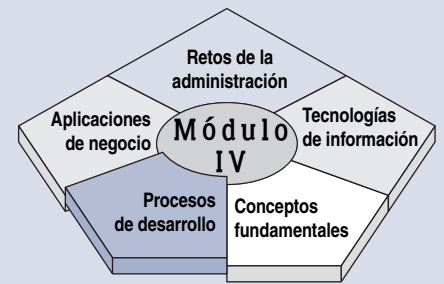 Retos de la
administración
Aplicaciones
de negocio
Módulo
IV
Tecnologías
de información
Procesos
de desarrollo
Conceptos
fundamentales